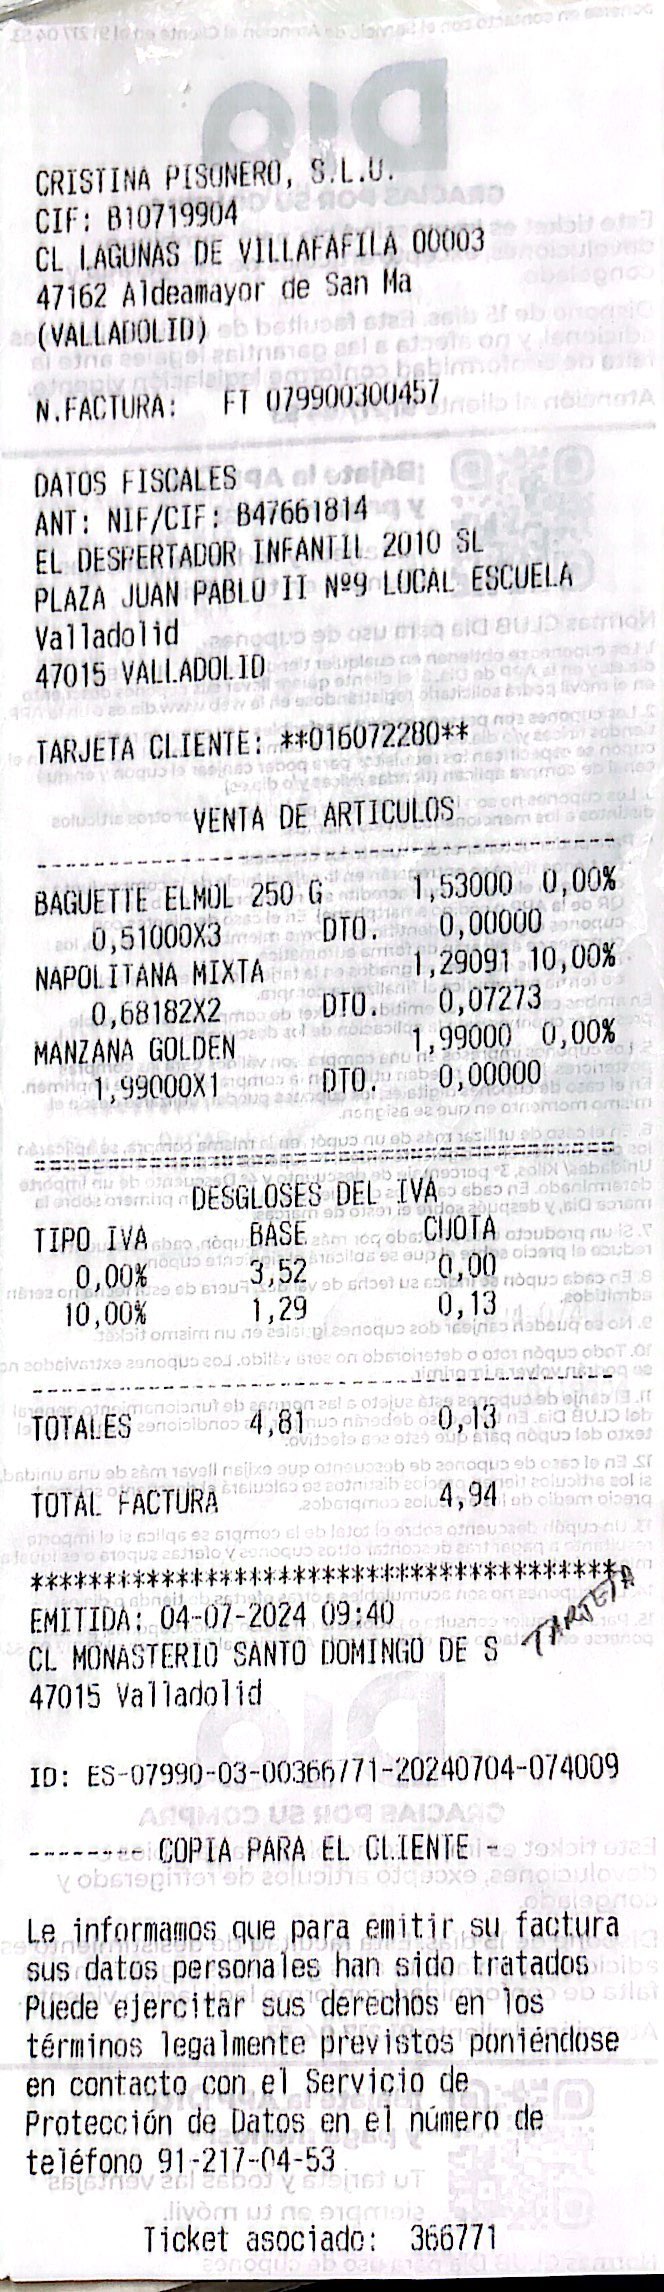 CRISTINA PISONERO, S.L.U.
CIF: B10719904
CL LAGUNAS DE VILLAFAFILA 00003
47162 Aldeamayor de San Ma
(VALLADOLID)
N.FACTURA: FT 079900300457
DATOS FISCALES
ANT: NIF/CIF: B47661814
EL DESPERTADOR INFANTIL 2010 SL
PLAZA JUAN PABLO II Nº9 LOCAL ESCUELA
Valladolid
47015 VALLADOLID
TARJETA CLIENTE: **016072280**
VENTA DE ARTICULOS
----------------------------------------
BAGUETTE ELMOL 250 G 1,53000 0,00%
0,51000X3 DTO. 0,00000
NAPOLITANA MIXTA 1,29091 10,00%
0,68182X2 DTO. 0,07273
MANZANA GOLDEN 1,99000 0,00%
1,99000X1 DTO. 0,00000
========================================
DESGLOSES DEL IVA
TIPO IVA BASE CUOTA
0,00% 3,52 0,00
10,00% 1,29 0,13
----------------------------------------
TOTALES 4,81 0,13
TOTAL FACTURA 4,94
****************************************
EMITIDA: 04-07-2024 09:40
TARJETA
CL MONASTERIO SANTO DOMINGO DE S
47015 Valladolid
ID: ES-07990-03-00366771-20240704-074009
-------- COPIA PARA EL CLIENTE -
Le informamos que para emitir su factura
sus datos personales han sido tratados
Puede ejercitar sus derechos en los
términos legalmente previstos poniéndose
en contacto con el Servicio de
Protección de Datos en el número de
teléfono 91-217-04-53
Ticket asociado: 366771